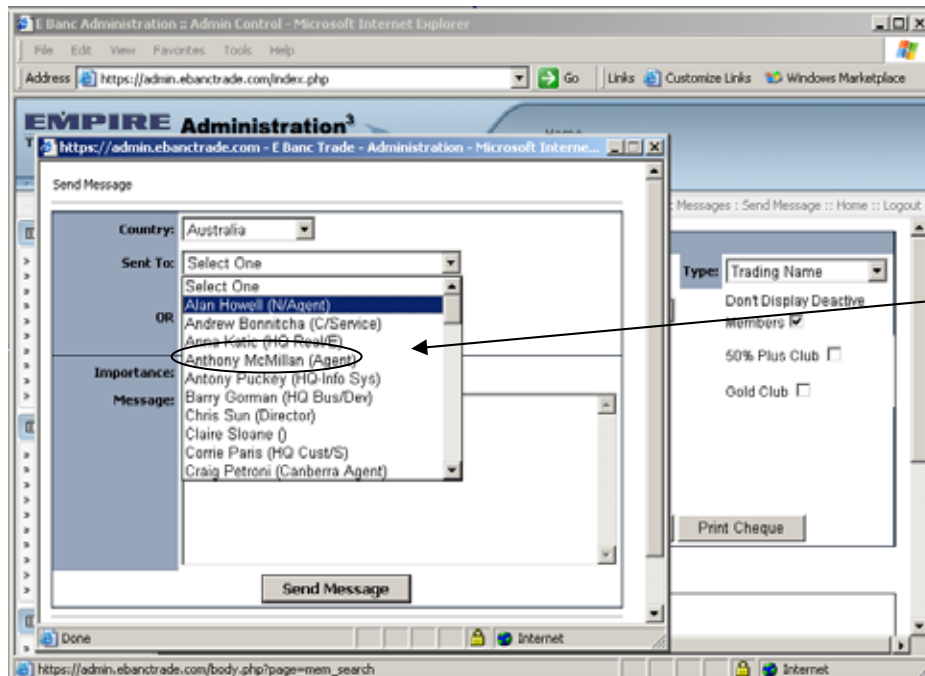 E Banc Administration :: Admin Control - Microsoft Internet Explorer
File Edit View Favorites Tools Help
Address https://admin.ebanctrade.com/index.php Go Links Customize Links Windows Marketplace
EMPIRE Administration³
Home
https://admin.ebanctrade.com - E Banc Trade - Administration - Microsoft Interne...
Send Message
Messages : Send Message :: Home :: Logout
Country: Australia
Sent To: Select One
Type: Trading Name
Select One
Alan Howell (N/Agent)
Don't Display Deactive
Members
OR
Andrew Bonnitcha (C/Service)
Anna Katic (HQ Real/E)
Anthony McMillan (Agent)
50% Plus Club
Importance:
Antony Puckey (HQ-Info Sys)
Message:
Barry Gorman (HQ Bus/Dev)
Gold Club
Chris Sun (Director)
Claire Sloane ()
Corrie Paris (HQ Cust/S)
Craig Petroni (Canberra Agent)
Print Cheque
Send Message
Done Internet
https://admin.ebanctrade.com/body.php?page=mem_search Internet